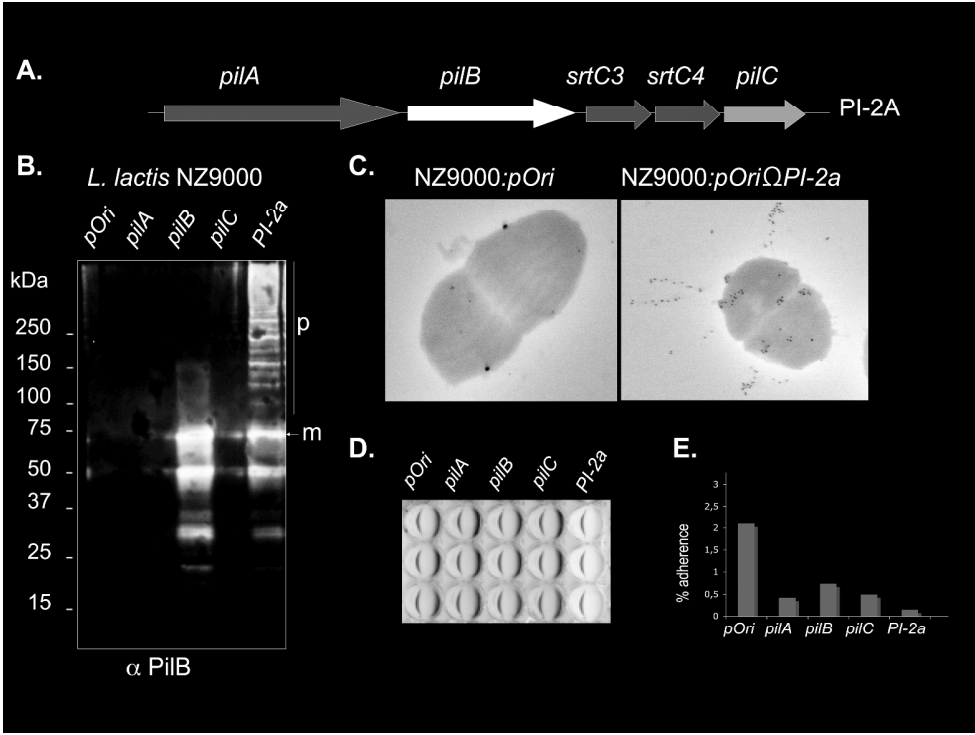 A.
pilA pilB srtC3 srtC4 pilC
PI-2A
B.
L. lactis NZ9000
pOri pilA pilB pilC PI-2a
kDa
250
150
100
75
50
37
25
15
p
m
α PilB
C.
NZ9000:pOri NZ9000:pOriΩPI-2a
D.
pOri pilA pilB pilC PI-2a
E.
% adherence
3
2,5
2
1,5
1
0,5
0
pOri pilA pilB pilC PI-2a